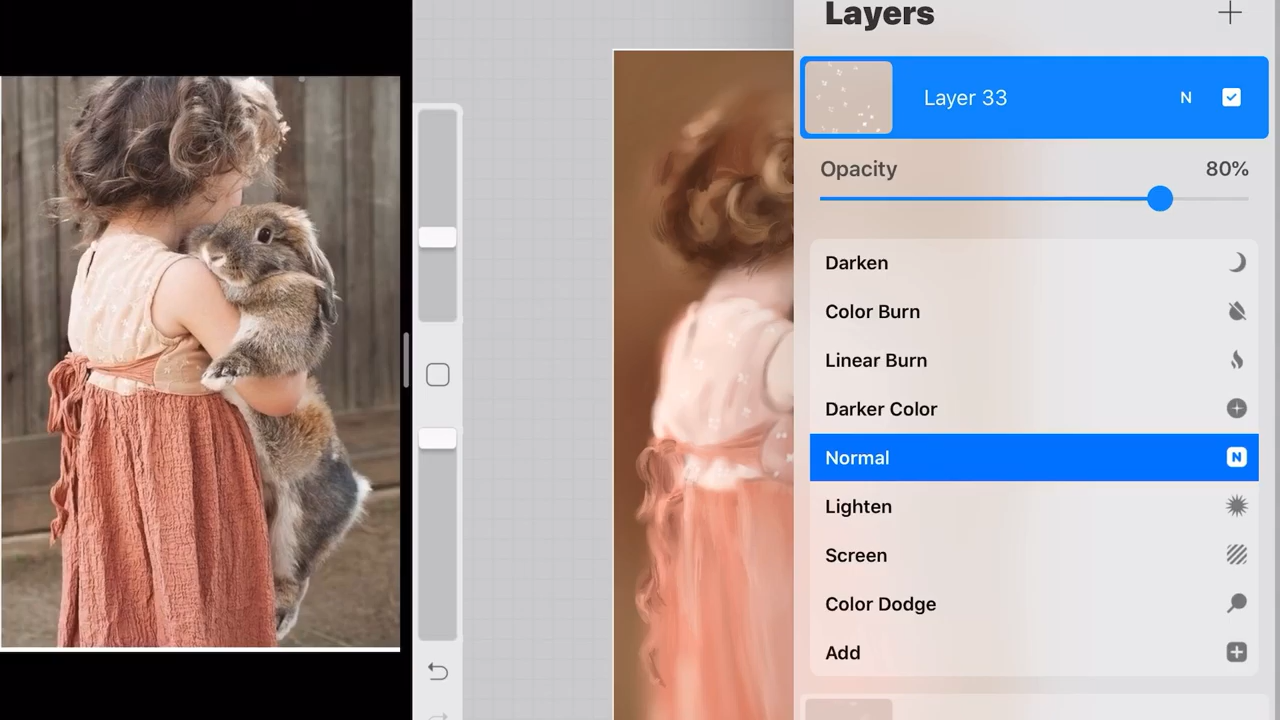 Layers
Layer 33
N
Opacity
80%
Darken
Color Burn
Linear Burn
Darker Color
Normal
N
Lighten
Screen
Color Dodge
Add